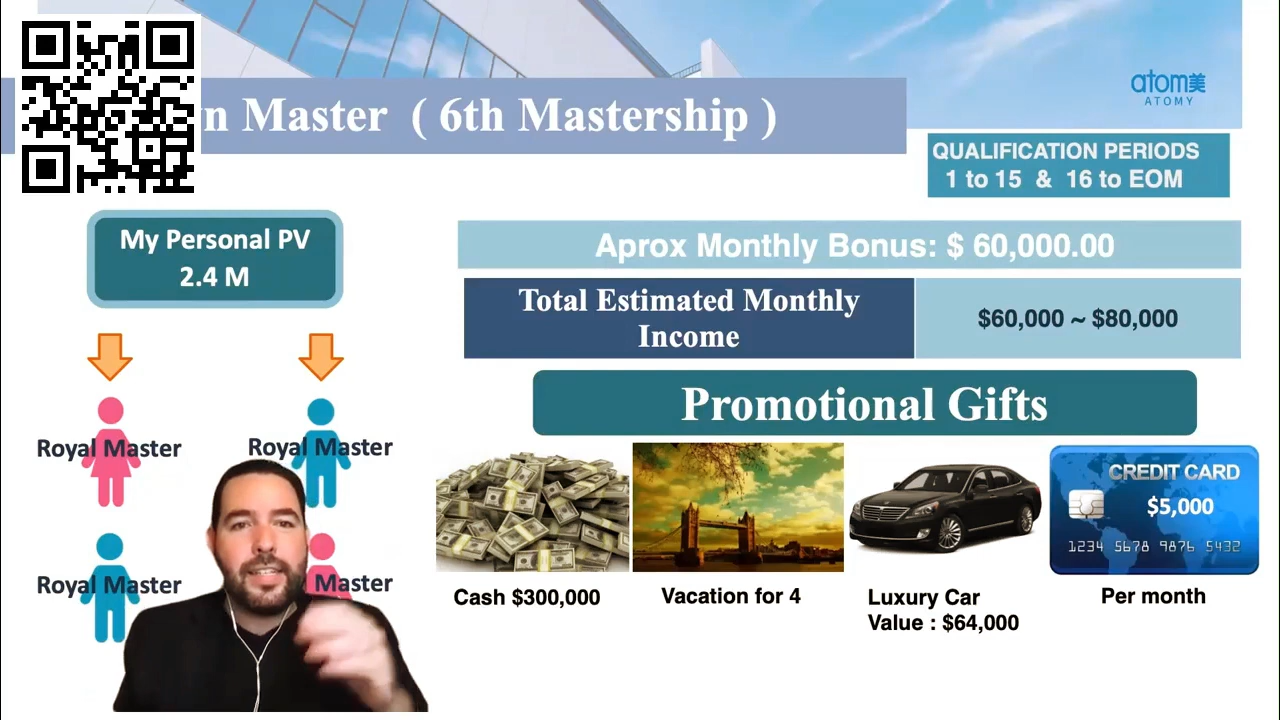 n Master ( 6th Mastership )
atom美
ATOMY
QUALIFICATION PERIODS
1 to 15 & 16 to EOM
My Personal PV
2.4 M
Aprox Monthly Bonus: $ 60,000.00
Total Estimated Monthly
Income
$60,000 ~ $80,000
Promotional Gifts
Royal Master
Royal Master
Royal Master
Master
CREDIT CARD
$5,000
1234 5678 9876 5432
Cash $300,000
Vacation for 4
Luxury Car
Value : $64,000
Per month